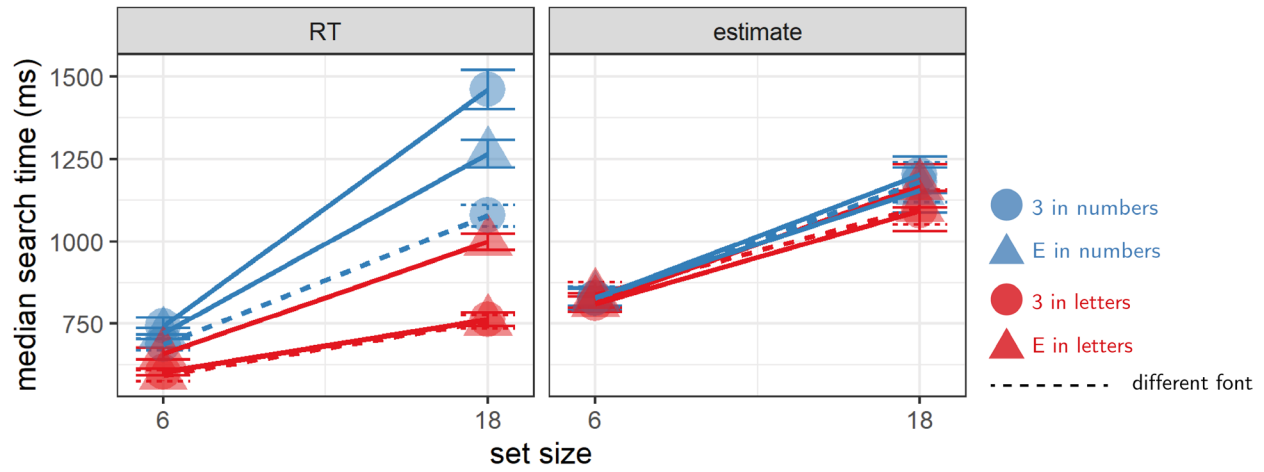 RT
estimate
median search time (ms)
1500
1250
1000
750
6
18
6
18
set size
3 in numbers
E in numbers
3 in letters
E in letters
different font